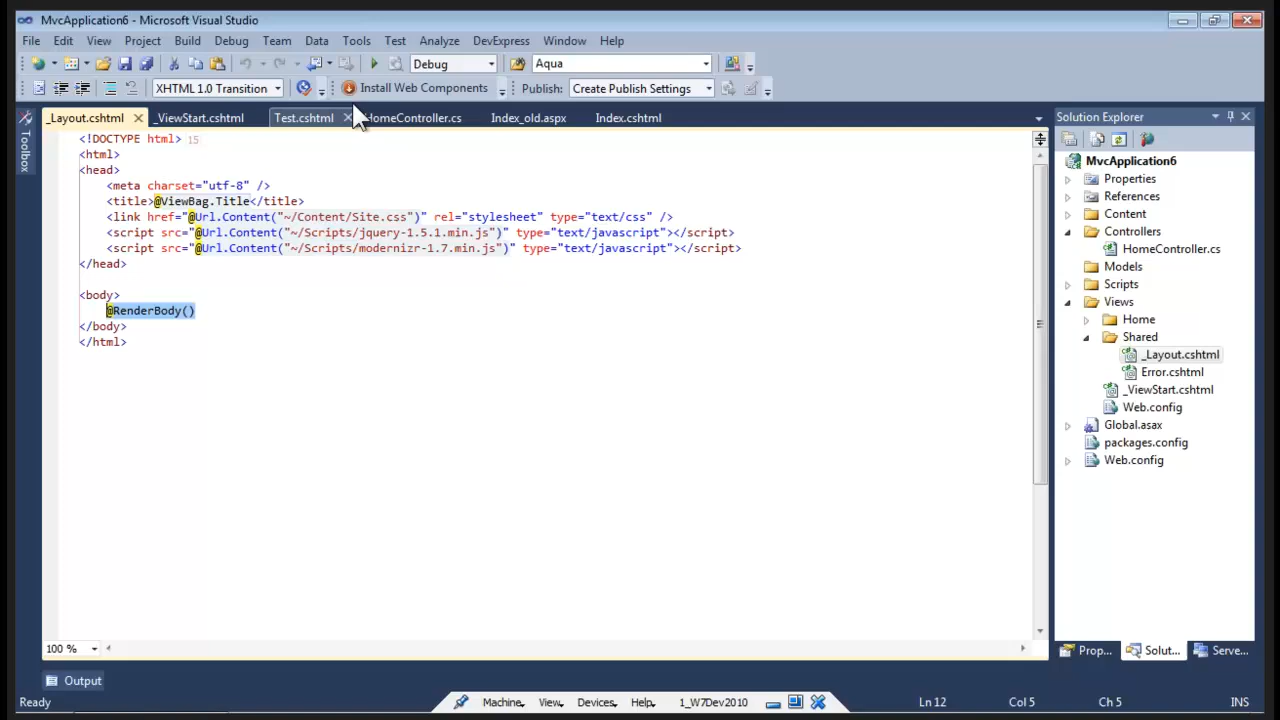 MvcApplication6 - Microsoft Visual Studio
File Edit View Project Build Debug Team Data Tools Test Analyze DevExpress Window Help
Debug Aqua
XHTML 1.0 Transition Install Web Components Publish: Create Publish Settings
_Layout.cshtml _ViewStart.cshtml Test.cshtml HomeController.cs Index_old.aspx Index.cshtml
Toolbox
<!DOCTYPE html> 15
<html>
<head>
<meta charset="utf-8" />
<title>@ViewBag.Title</title>
<link href="@Url.Content("~/Content/Site.css")" rel="stylesheet" type="text/css" />
<script src="@Url.Content("~/Scripts/jquery-1.5.1.min.js")" type="text/javascript"></script>
<script src="@Url.Content("~/Scripts/modernizr-1.7.min.js")" type="text/javascript"></script>
</head>
<body>
@RenderBody()
</body>
</html>
100 %
Solution Explorer
MvcApplication6
Properties
References
Content
Controllers
HomeController.cs
Models
Scripts
Views
Home
Shared
_Layout.cshtml
Error.cshtml
_ViewStart.cshtml
Web.config
Global.asax
packages.config
Web.config
Prop... Solut... Serve...
Output
Ready Machine View Devices Help 1_W7Dev2010 Ln 12 Col 5 Ch 5 INS